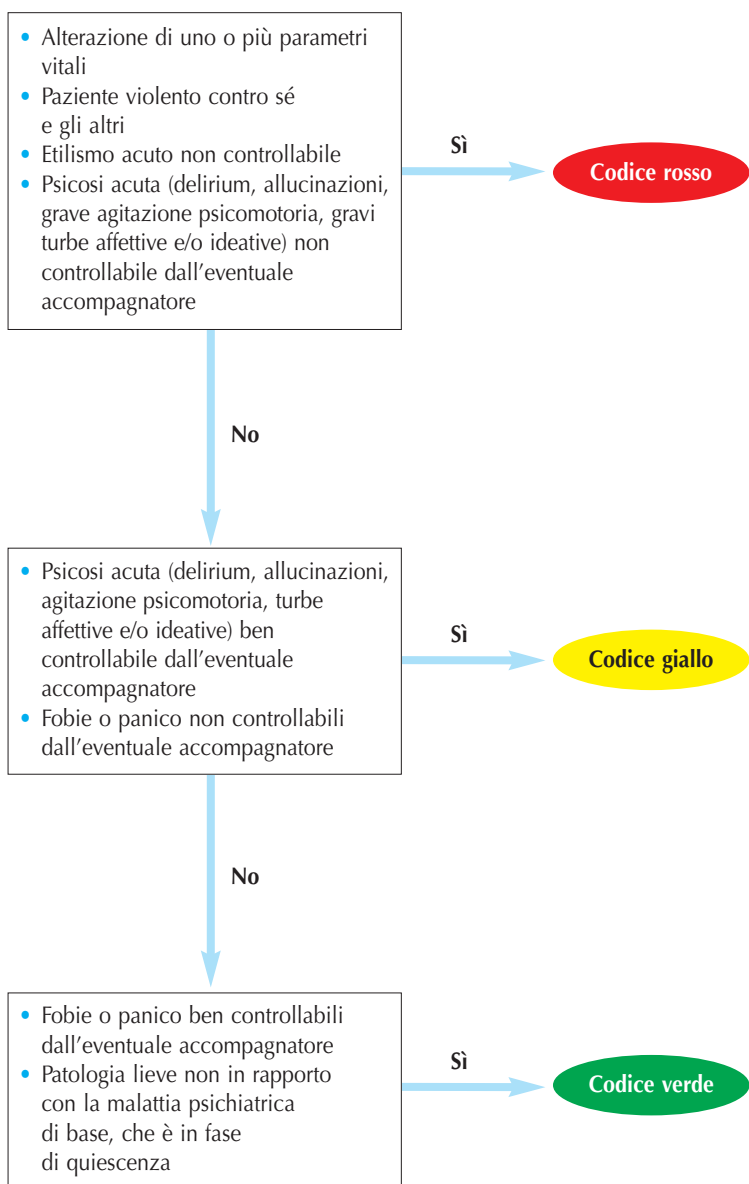 • Alterazione di uno o più parametri
vitali
• Paziente violento contro sé
e gli altri
• Etilismo acuto non controllabile
• Psicosi acuta (delirium, allucinazioni,
grave agitazione psicomotoria, gravi
turbe affettive e/o ideative) non
controllabile dall'eventuale
accompagnatore
Sì
Codice rosso
No
• Psicosi acuta (delirium, allucinazioni,
agitazione psicomotoria, turbe
affettive e/o ideative) ben
controllabile dall'eventuale
accompagnatore
• Fobie o panico non controllabili
dall'eventuale accompagnatore
Sì
Codice giallo
No
• Fobie o panico ben controllabili
dall'eventuale accompagnatore
• Patologia lieve non in rapporto
con la malattia psichiatrica
di base, che è in fase
di quiescenza
Sì
Codice verde